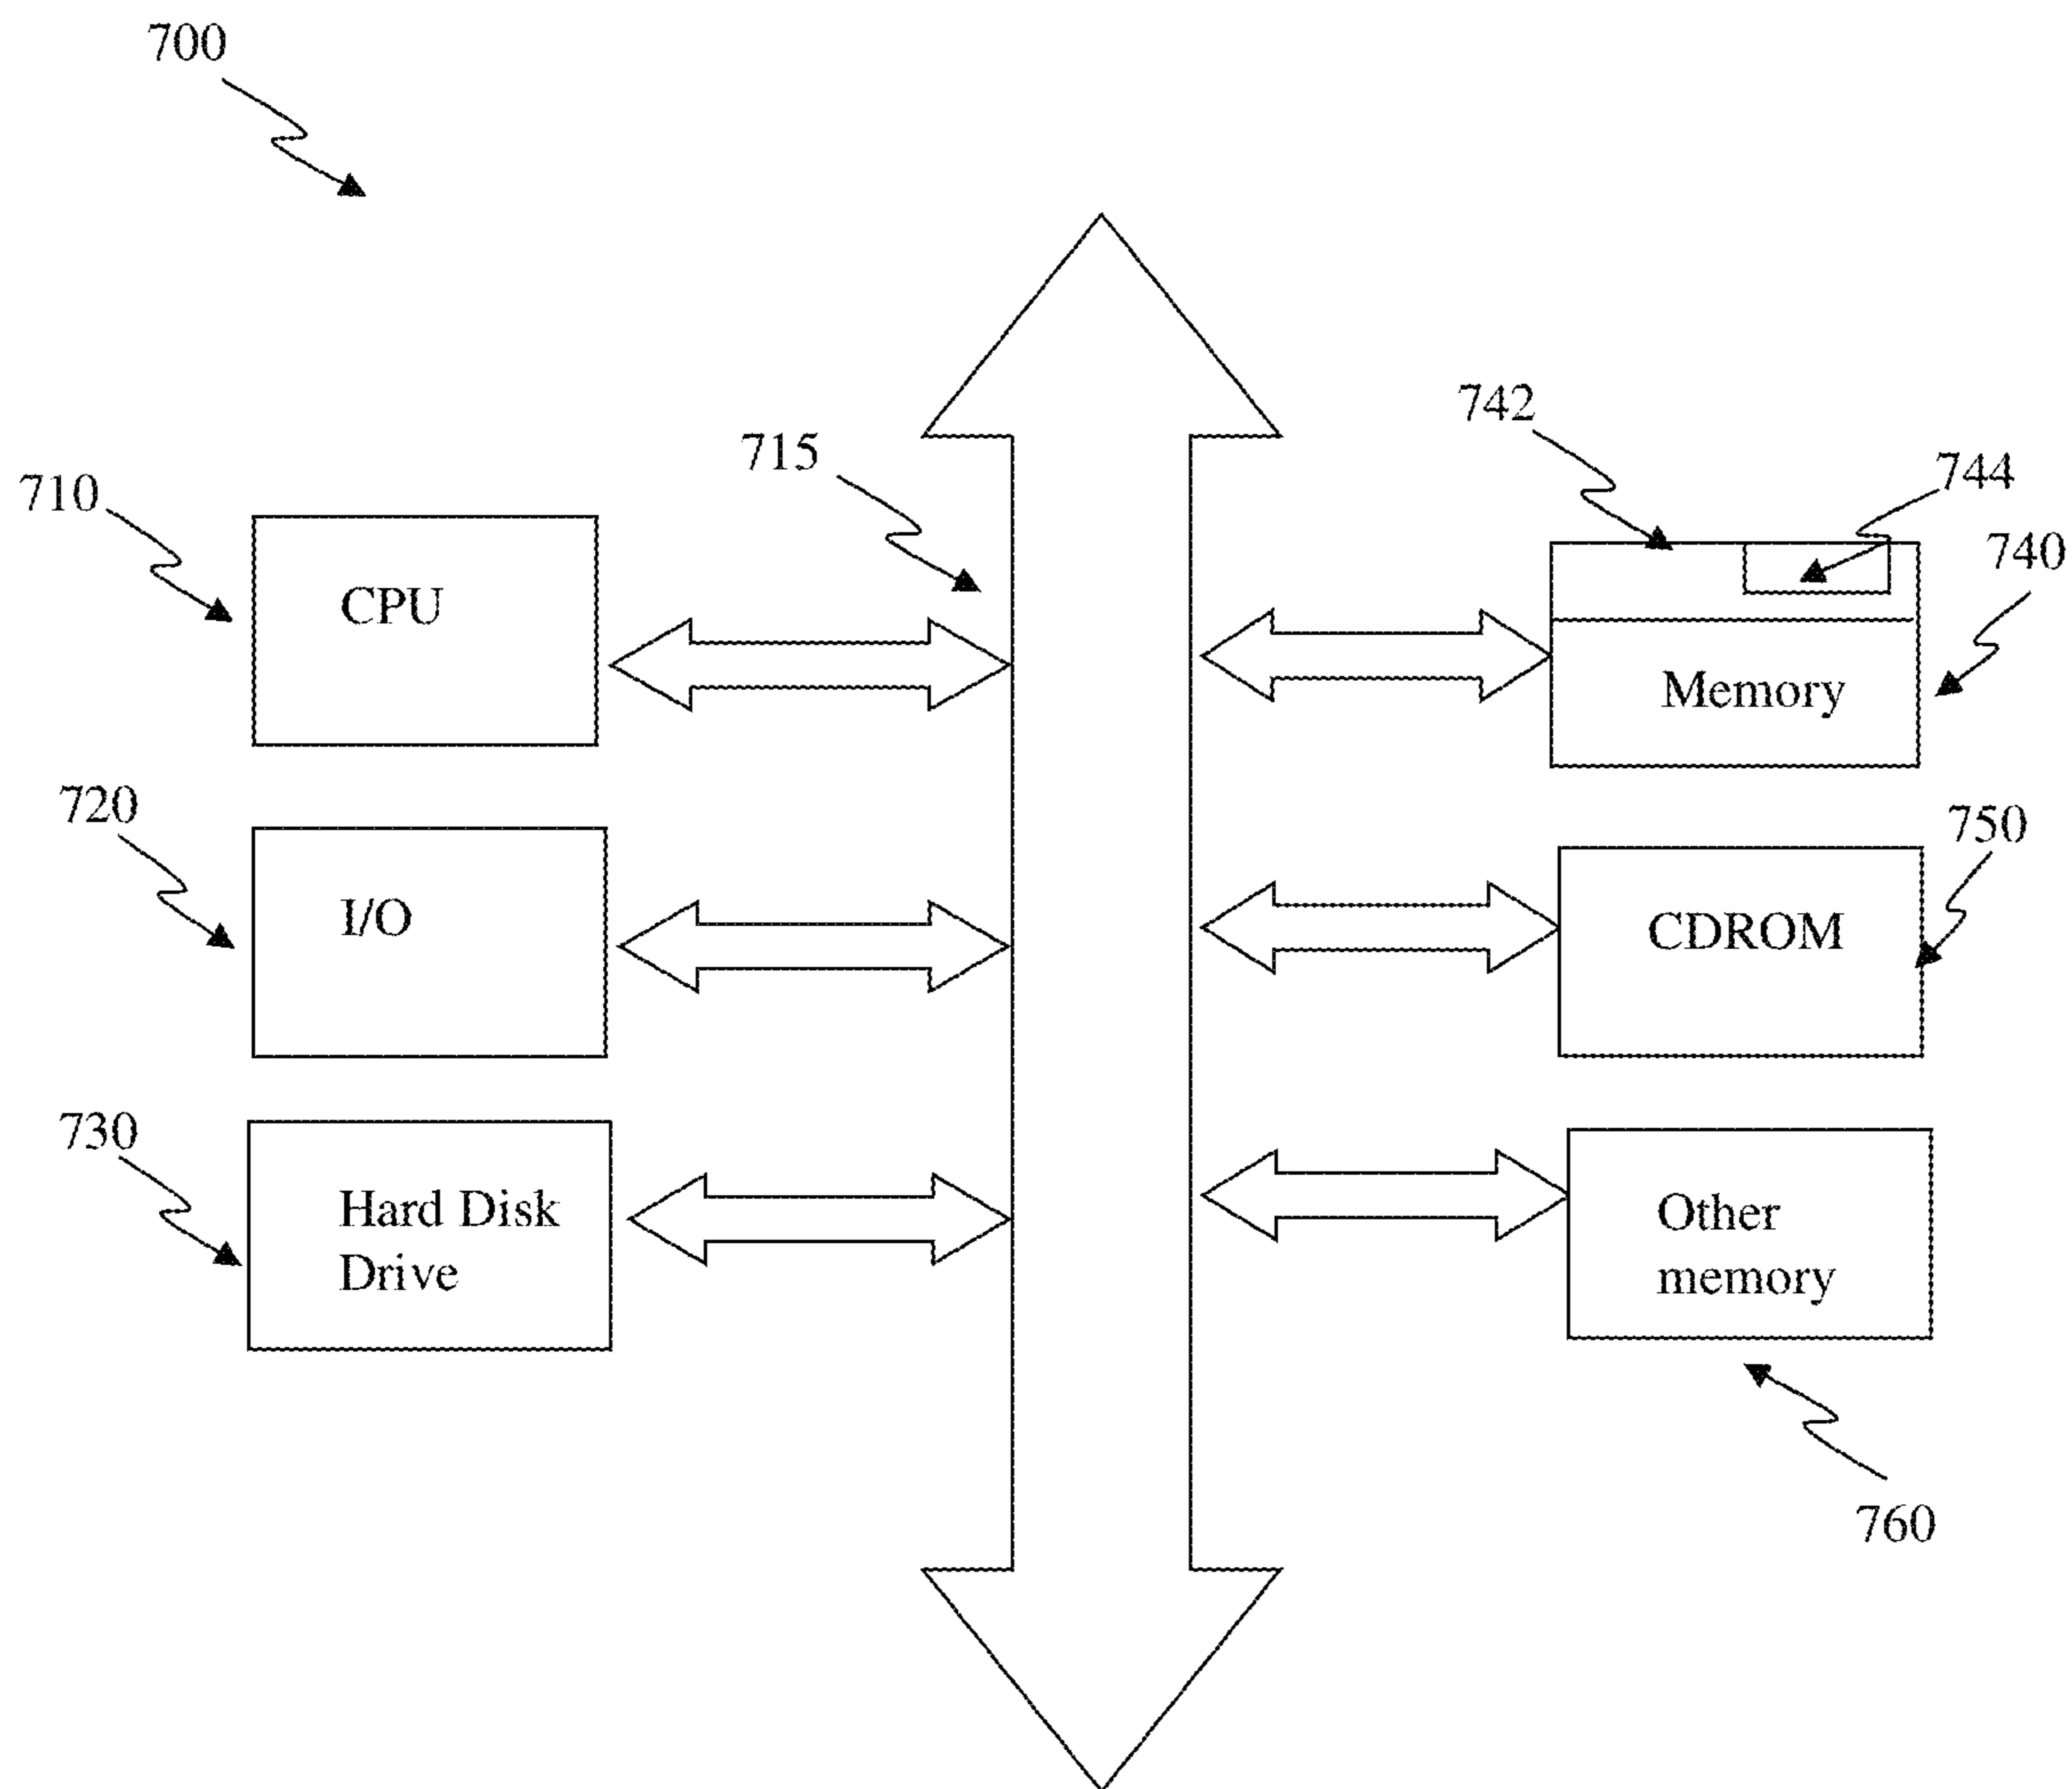 700
742
715
744
710
740
CPU
Memory
720
750
I/O
CDROM
730
Hard Disk
Drive
Other
memory
760